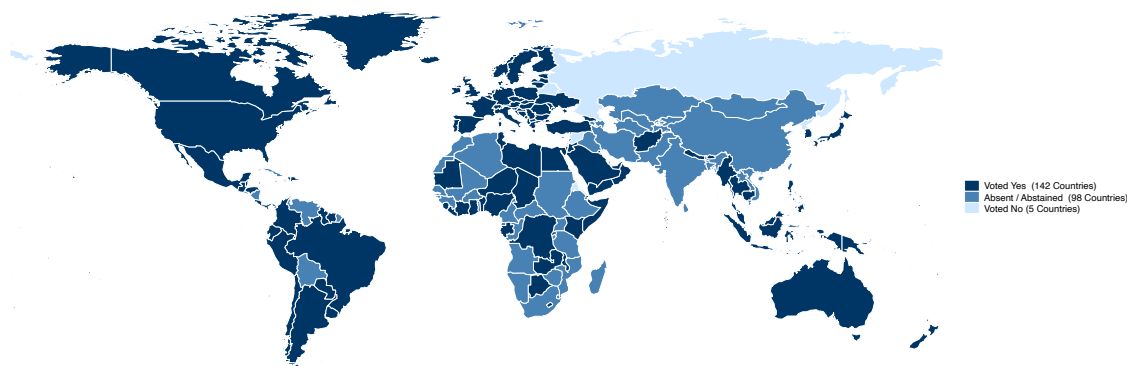 Voted Yes (142 Countries)
Absent / Abstained (98 Countries)
Voted No (5 Countries)